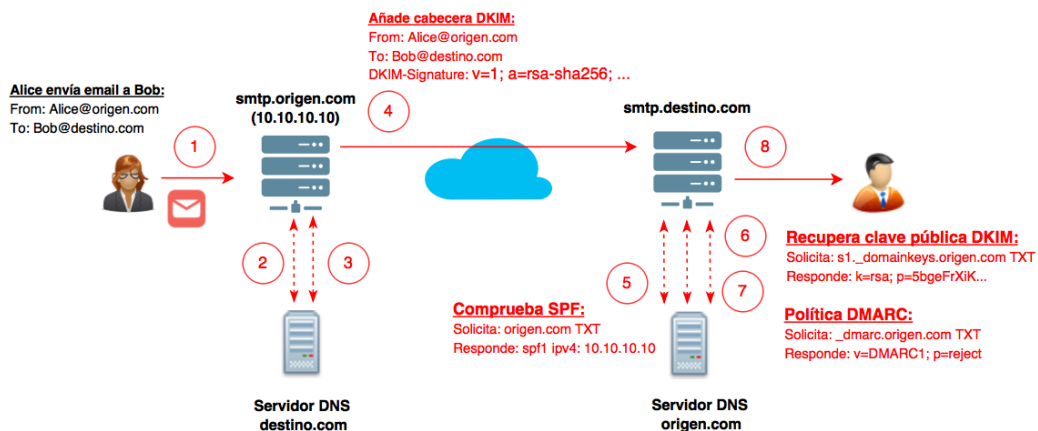 Añade cabecera DKIM:
From: Alice@origen.com
To: Bob@destino.com
DKIM-Signature: v=1; a=rsa-sha256; ...
Alice envía email a Bob:
From: Alice@origen.com
To: Bob@destino.com
smtp.origen.com
(10.10.10.10)
4
smtp.destino.com
1
8
2
3
5
6
7
Recupera clave pública DKIM:
Solicita: s1._domainkeys.origen.com TXT
Responde: k=rsa; p=5bgeFrXiK...
Comprueba SPF:
Solicita: origen.com TXT
Responde: spf1 ipv4: 10.10.10.10
Política DMARC:
Solicita: _dmarc.origen.com TXT
Responde: v=DMARC1; p=reject
Servidor DNS
destino.com
Servidor DNS
origen.com